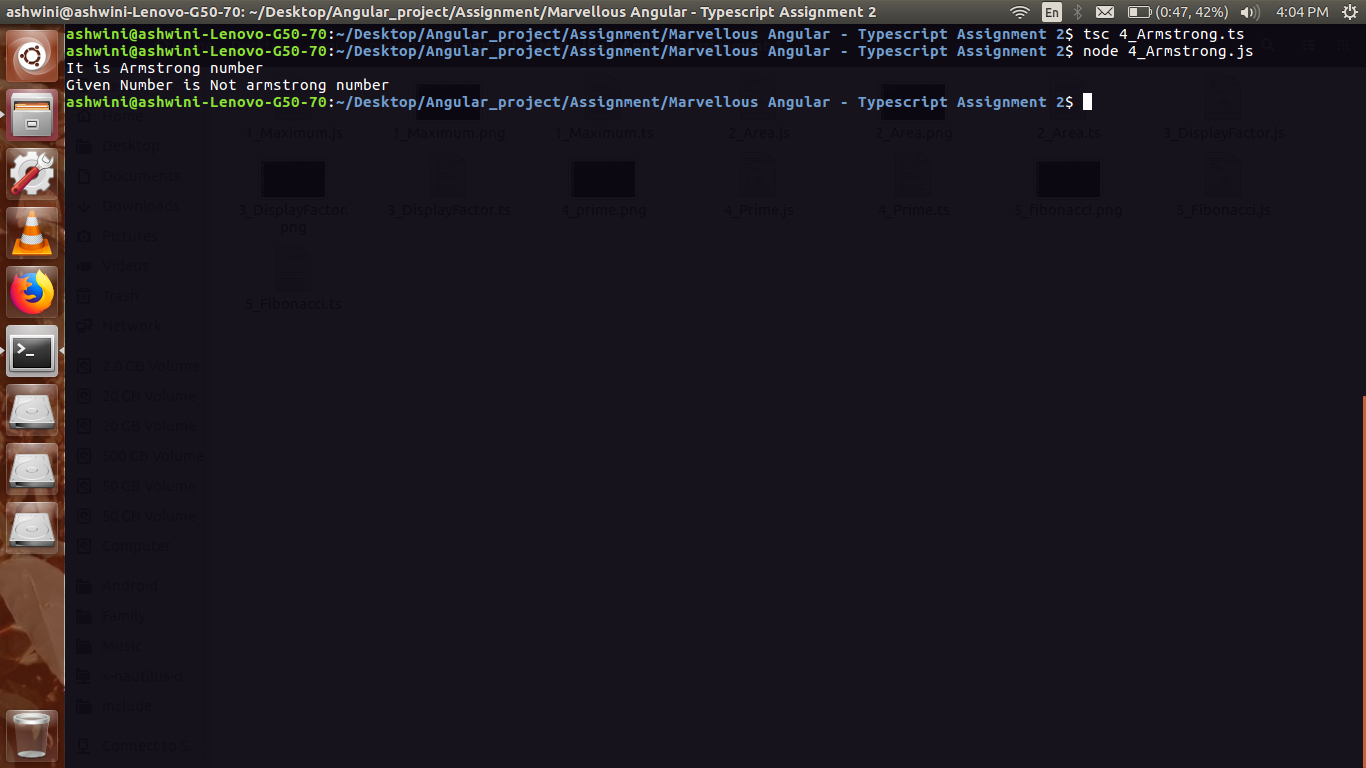 ashwini@ashwini-Lenovo-G50-70: ~/Desktop/Angular_project/Assignment/Marvellous Angular - Typescript Assignment 2
En (0:47, 42%) 4:04 PM
ashwini@ashwini-Lenovo-G50-70:~/Desktop/Angular_project/Assignment/Marvellous Angular - Typescript Assignment 2$ tsc 4_Armstrong.ts
ashwini@ashwini-Lenovo-G50-70:~/Desktop/Angular_project/Assignment/Marvellous Angular - Typescript Assignment 2$ node 4_Armstrong.js
It is Armstrong number
Given Number is Not armstrong number
ashwini@ashwini-Lenovo-G50-70:~/Desktop/Angular_project/Assignment/Marvellous Angular - Typescript Assignment 2$
Home
Desktop
Documents
Downloads
Pictures
Videos
Trash
Network
2.0 GB Volume
20 GB Volume
20 GB Volume
500 GB Volume
50 GB Volume
50 GB Volume
Computer
Android
Family
Music
include
1_Maximum.js
1_Maximum.png
1_Maximum.ts
2_Area.js
2_Area.png
2_Area.ts
3_DisplayFactor.js
3_DisplayFactor.
png
3_DisplayFactor.ts
4_prime.png
4_Prime.js
4_Prime.ts
5_fibonacci.png
5_Fibonacci.js
5_Fibonacci.ts